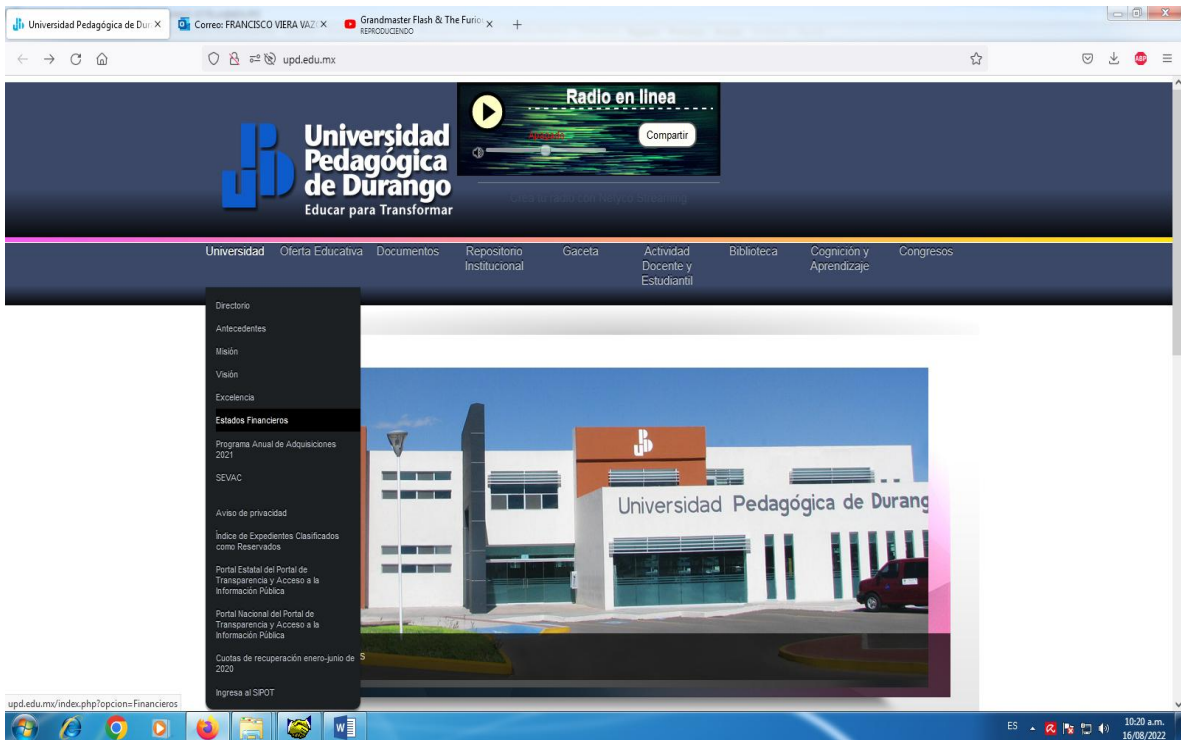 Universidad Pedagógica de Dur
Correo: FRANCISCO VIERA VAZ
Grandmaster Flash & The Furio
REPRODUCIENDO
upd.edu.mx
ABP
Universidad
Pedagógica
de Durango
Educar para Transformar
Radio en linea
Compartir
Universidad
Oferta Educativa
Documentos
Repositorio
Institucional
Gaceta
Actividad
Docente y
Estudiantil
Biblioteca
Cognición y
Aprendizaje
Congresos
Directorio
Antecedentes
Misión
Visión
Excelencia
Estados Financieros
Programa Anual de Adquisiciones
2021
SEVAC
Aviso de privacidad
Índice de Expedientes Clasificados
como Reservados
Portal Estatal del Portal de
Transparencia y Acceso a la
Información Pública
Portal Nacional del Portal de
Transparencia y Acceso a la
Información Pública
Cuotas de recuperación enero-junio de
2020
Ingresa al SIPOT
Universidad Pedagógica de Durang
s
upd.edu.mx/index.php?opcion=Financieros
ES
10:20 a.m.
16/08/2022